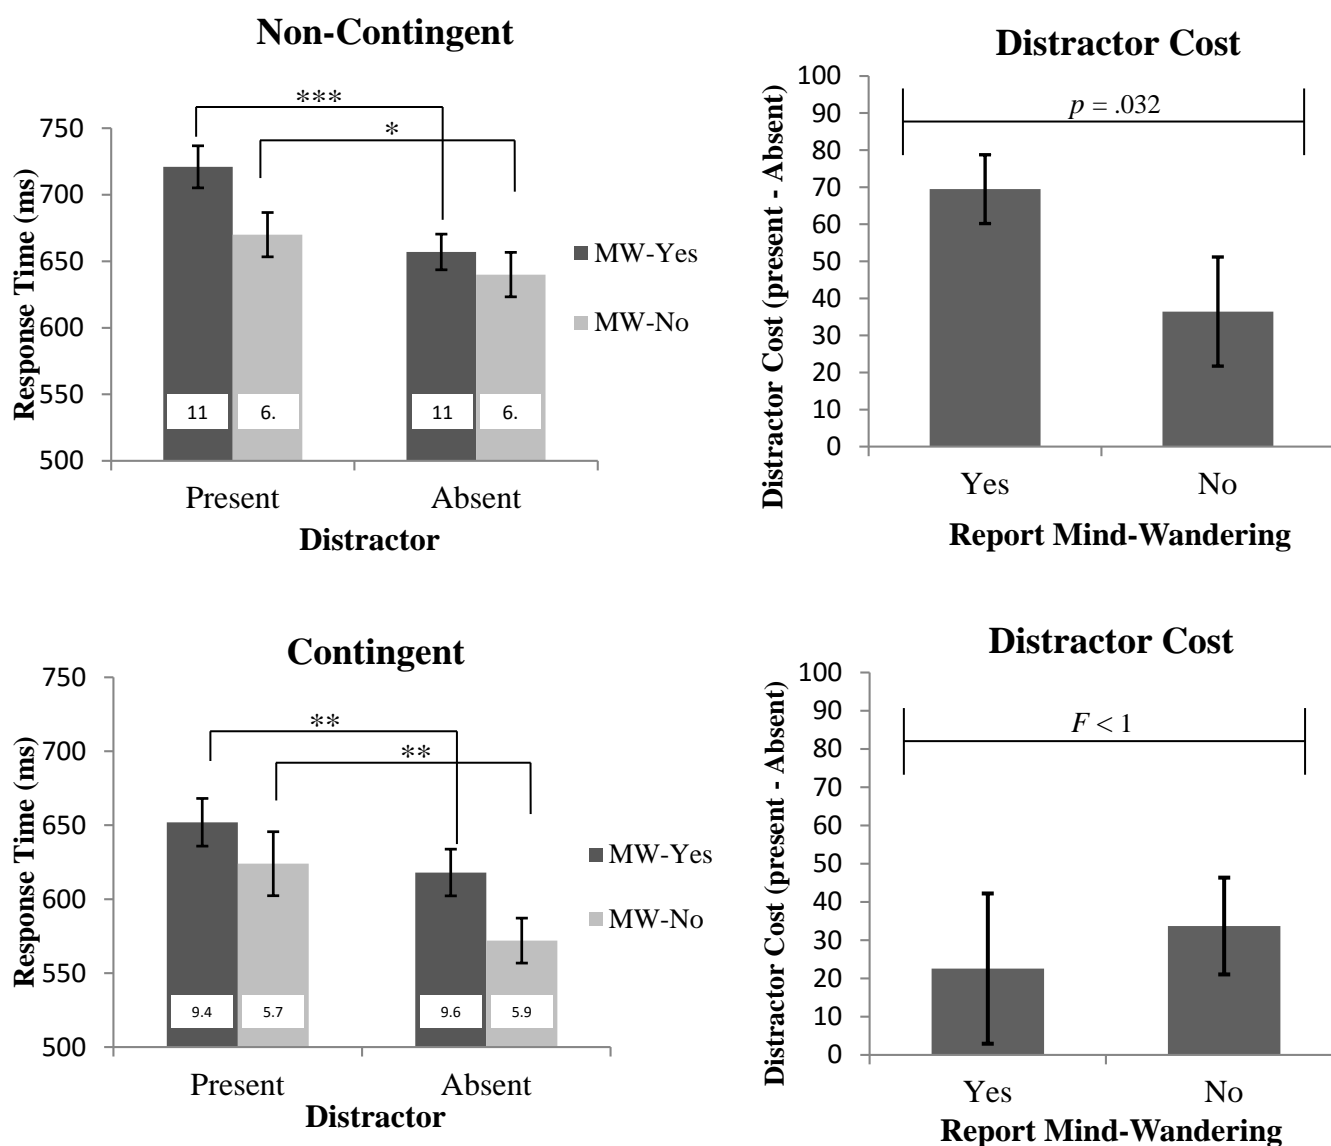 Non-Contingent
Response Time (ms)
750
700
650
600
550
500
***
*
11
6.
11
6.
Present
Absent
Distractor
MW-Yes
MW-No
Distractor Cost
Distractor Cost (present - Absent)
100
90
80
70
60
50
40
30
20
10
0
p = .032
Yes
No
Report Mind-Wandering
Contingent
Response Time (ms)
750
700
650
600
550
500
**
**
9.4
5.7
9.6
5.9
Present
Absent
Distractor
MW-Yes
MW-No
Distractor Cost
Distractor Cost (present - Absent)
100
90
80
70
60
50
40
30
20
10
0
F < 1
Yes
No
Report Mind-Wandering